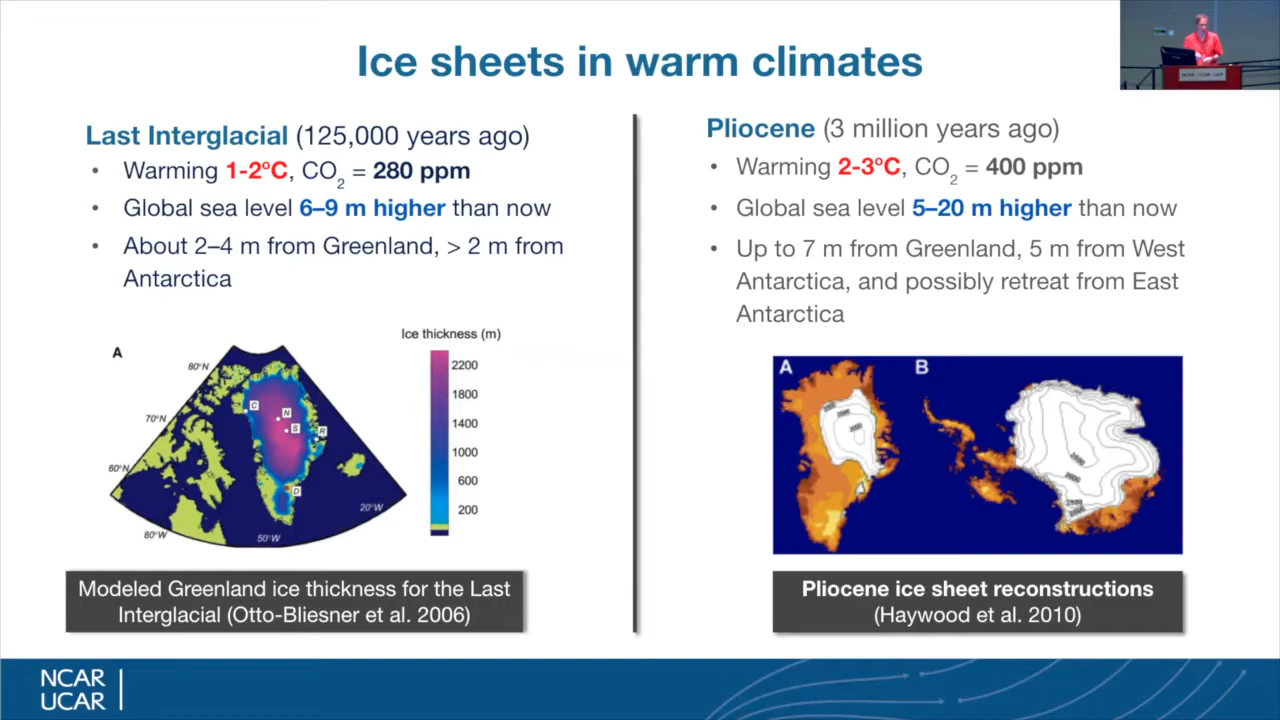 Ice sheets in warm climates
NCAR - UCAR - UCP
Last Interglacial (125,000 years ago)
• Warming 1-2ºC, CO₂ = 280 ppm
• Global sea level 6–9 m higher than now
• About 2–4 m from Greenland, > 2 m from
Antarctica
A
80°N
70°N
60°N
80°W
50°W
20°W
C
N
S
R
D
Ice thickness (m)
2200
1800
1400
1000
600
200
Modeled Greenland ice thickness for the Last
Interglacial (Otto-Bliesner et al. 2006)
Pliocene (3 million years ago)
• Warming 2-3ºC, CO₂ = 400 ppm
• Global sea level 5–20 m higher than now
• Up to 7 m from Greenland, 5 m from West
Antarctica, and possibly retreat from East
Antarctica
A
B
Pliocene ice sheet reconstructions
(Haywood et al. 2010)
NCAR
UCAR